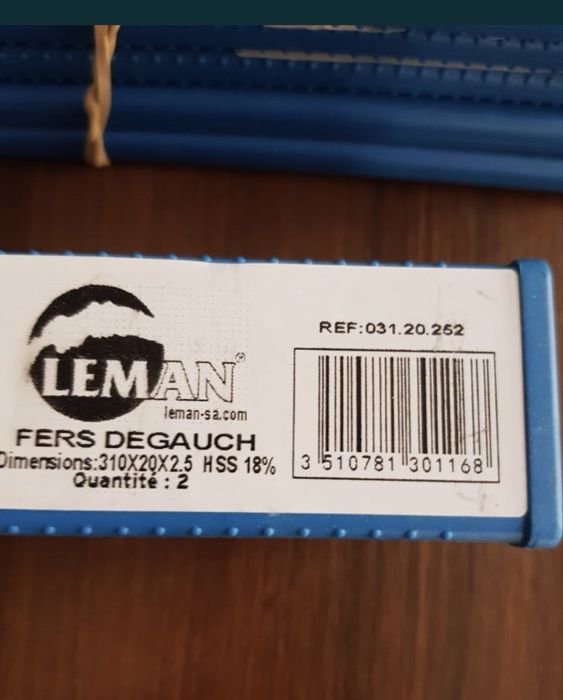 LEMAN®
leman-sa.com
FERS DEGAUCH
Dimensions:310X20X2.5 HSS 18%
Quantité : 2
REF:031.20.252
3 510781 301168